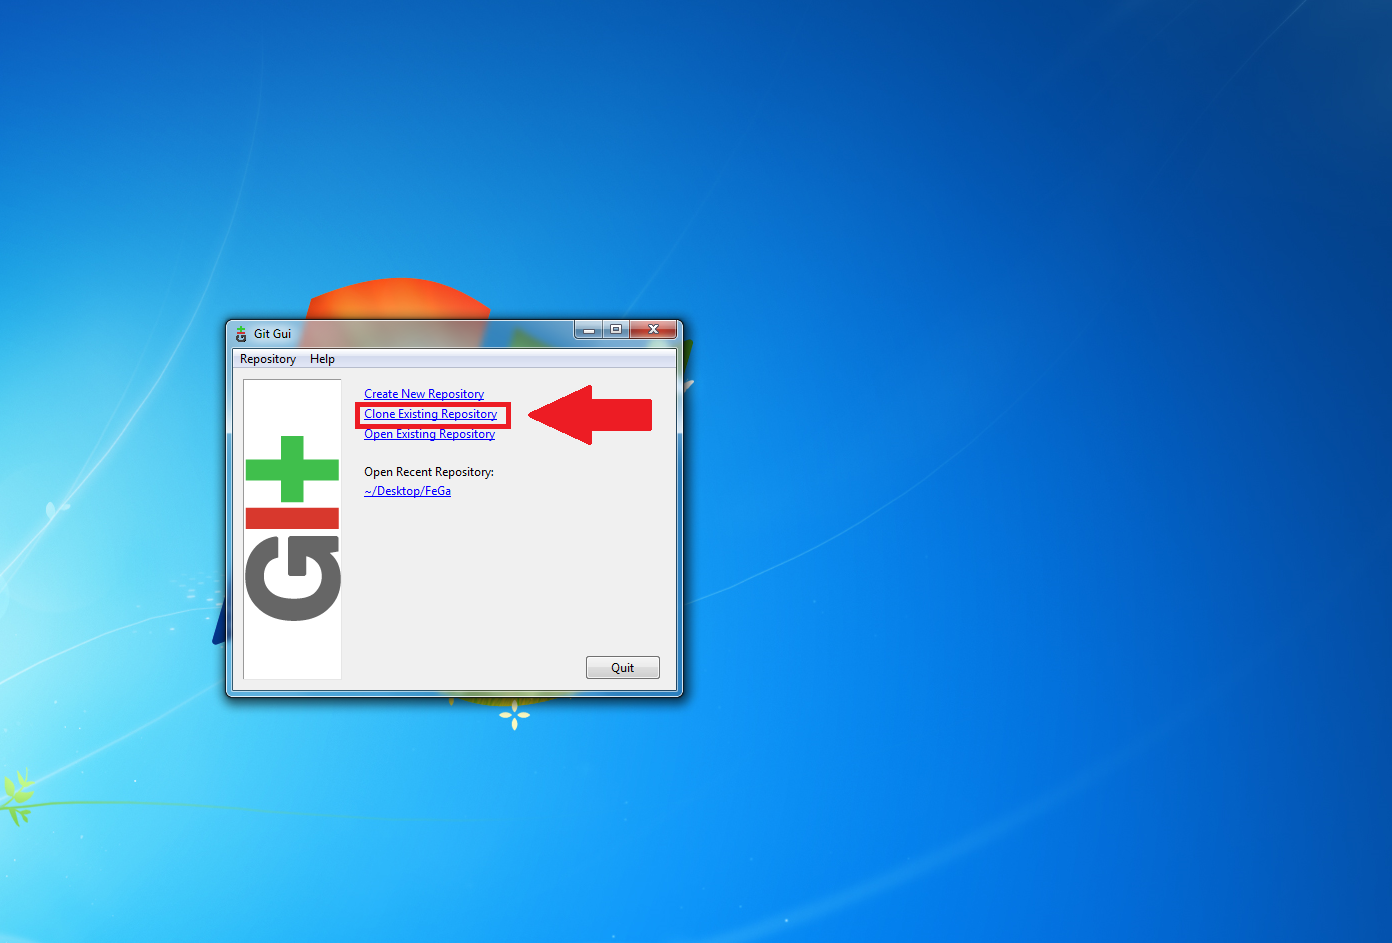 Git Gui
Repository Help
Create New Repository
Clone Existing Repository
Open Existing Repository
Open Recent Repository:
~/Desktop/FeGa
GIT
Quit